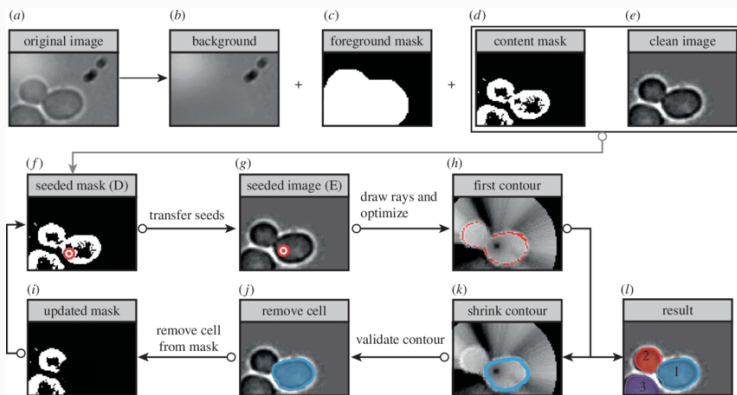 (a) (b) (c) (d) (e)
original image background foreground mask content mask clean image
+ +
(f) (g) (h)
seeded mask (D) transfer seeds seeded image (E) draw rays and optimize first contour
(i) (j) (k) (l)
updated mask remove cell from mask remove cell validate contour shrink contour result
2 1
3